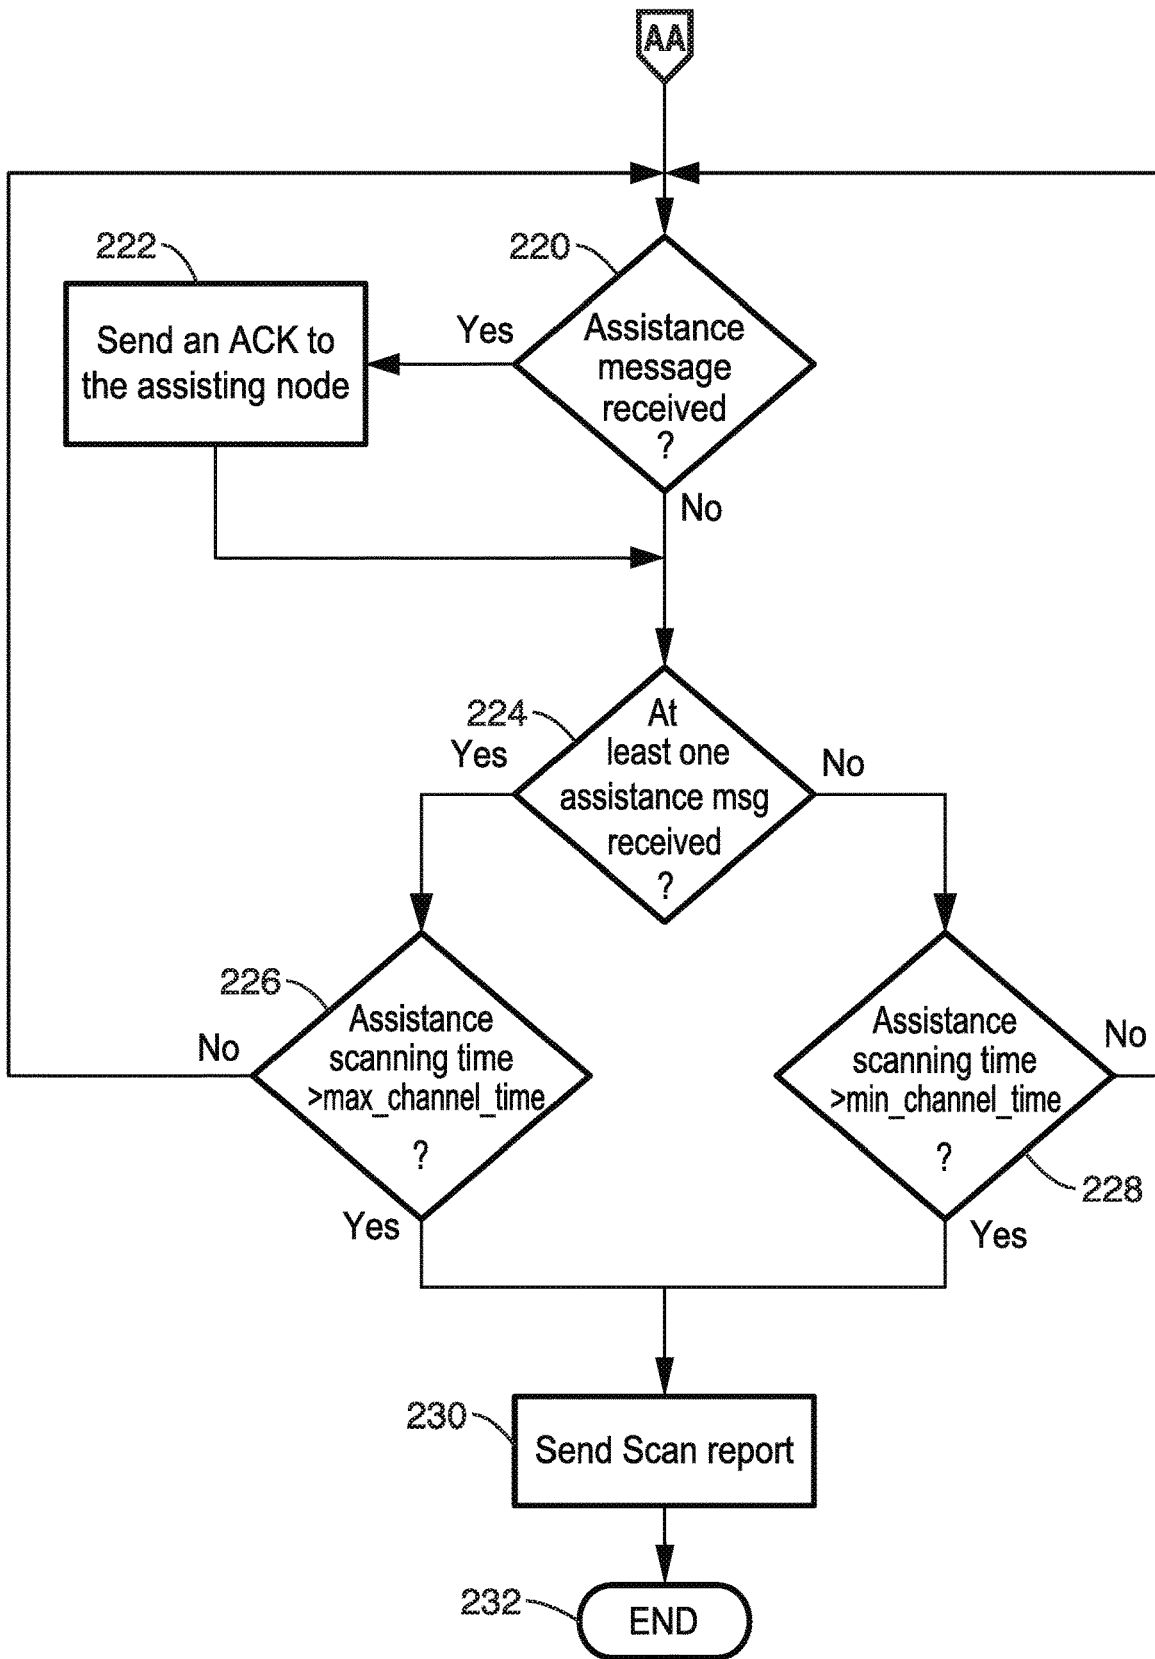 AA
222
220
Yes
Send an ACK to
the assisting node
Assistance
message
received
?
No
224
Yes
At
least one
assistance msg
received
?
No
226
No
Assistance
scanning time
>max_channel_time
?
Yes
Assistance
scanning time
>min_channel_time
?
No
228
Yes
230
Send Scan report
232
END